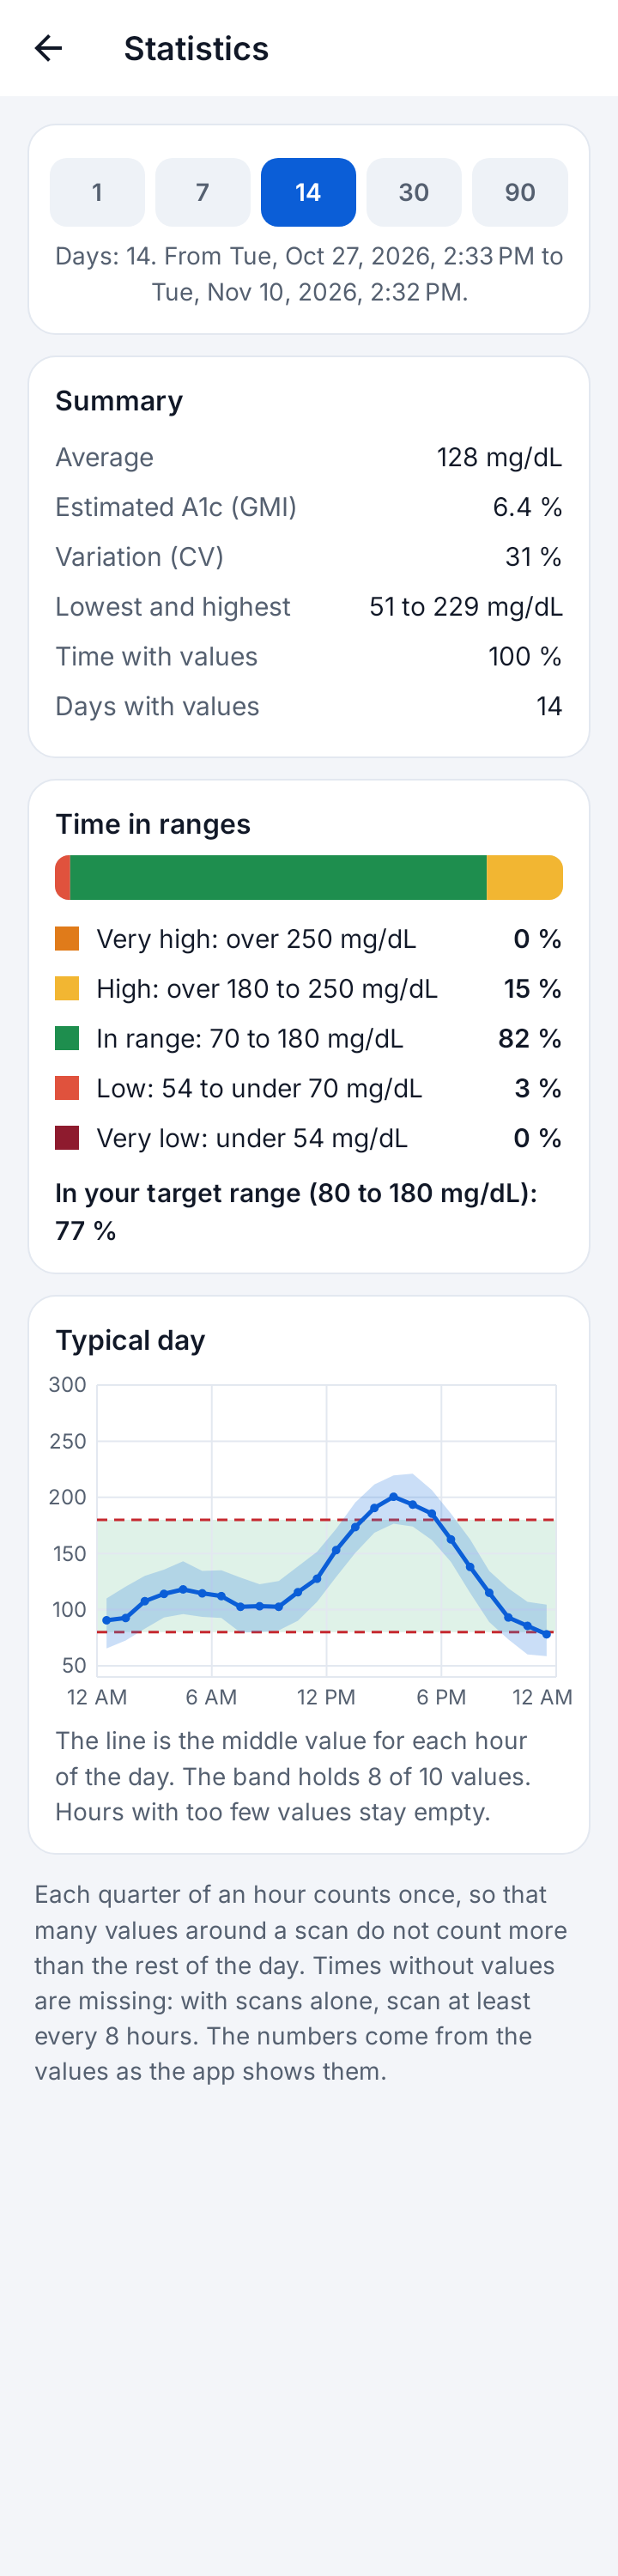 Statistics
1 7 14 30 90
Days: 14. From Tue, Oct 27, 2026, 2:33 PM to
Tue, Nov 10, 2026, 2:32 PM.
Summary
Average 128 mg/dL
Estimated A1c (GMI) 6.4 %
Variation (CV) 31 %
Lowest and highest 51 to 229 mg/dL
Time with values 100 %
Days with values 14
Time in ranges
Very high: over 250 mg/dL 0 %
High: over 180 to 250 mg/dL 15 %
In range: 70 to 180 mg/dL 82 %
Low: 54 to under 70 mg/dL 3 %
Very low: under 54 mg/dL 0 %
In your target range (80 to 180 mg/dL):
77 %
Typical day
300
250
200
150
100
50
12 AM 6 AM 12 PM 6 PM 12 AM
The line is the middle value for each hour
of the day. The band holds 8 of 10 values.
Hours with too few values stay empty.
Each quarter of an hour counts once, so that
many values around a scan do not count more
than the rest of the day. Times without values
are missing: with scans alone, scan at least
every 8 hours. The numbers come from the
values as the app shows them.